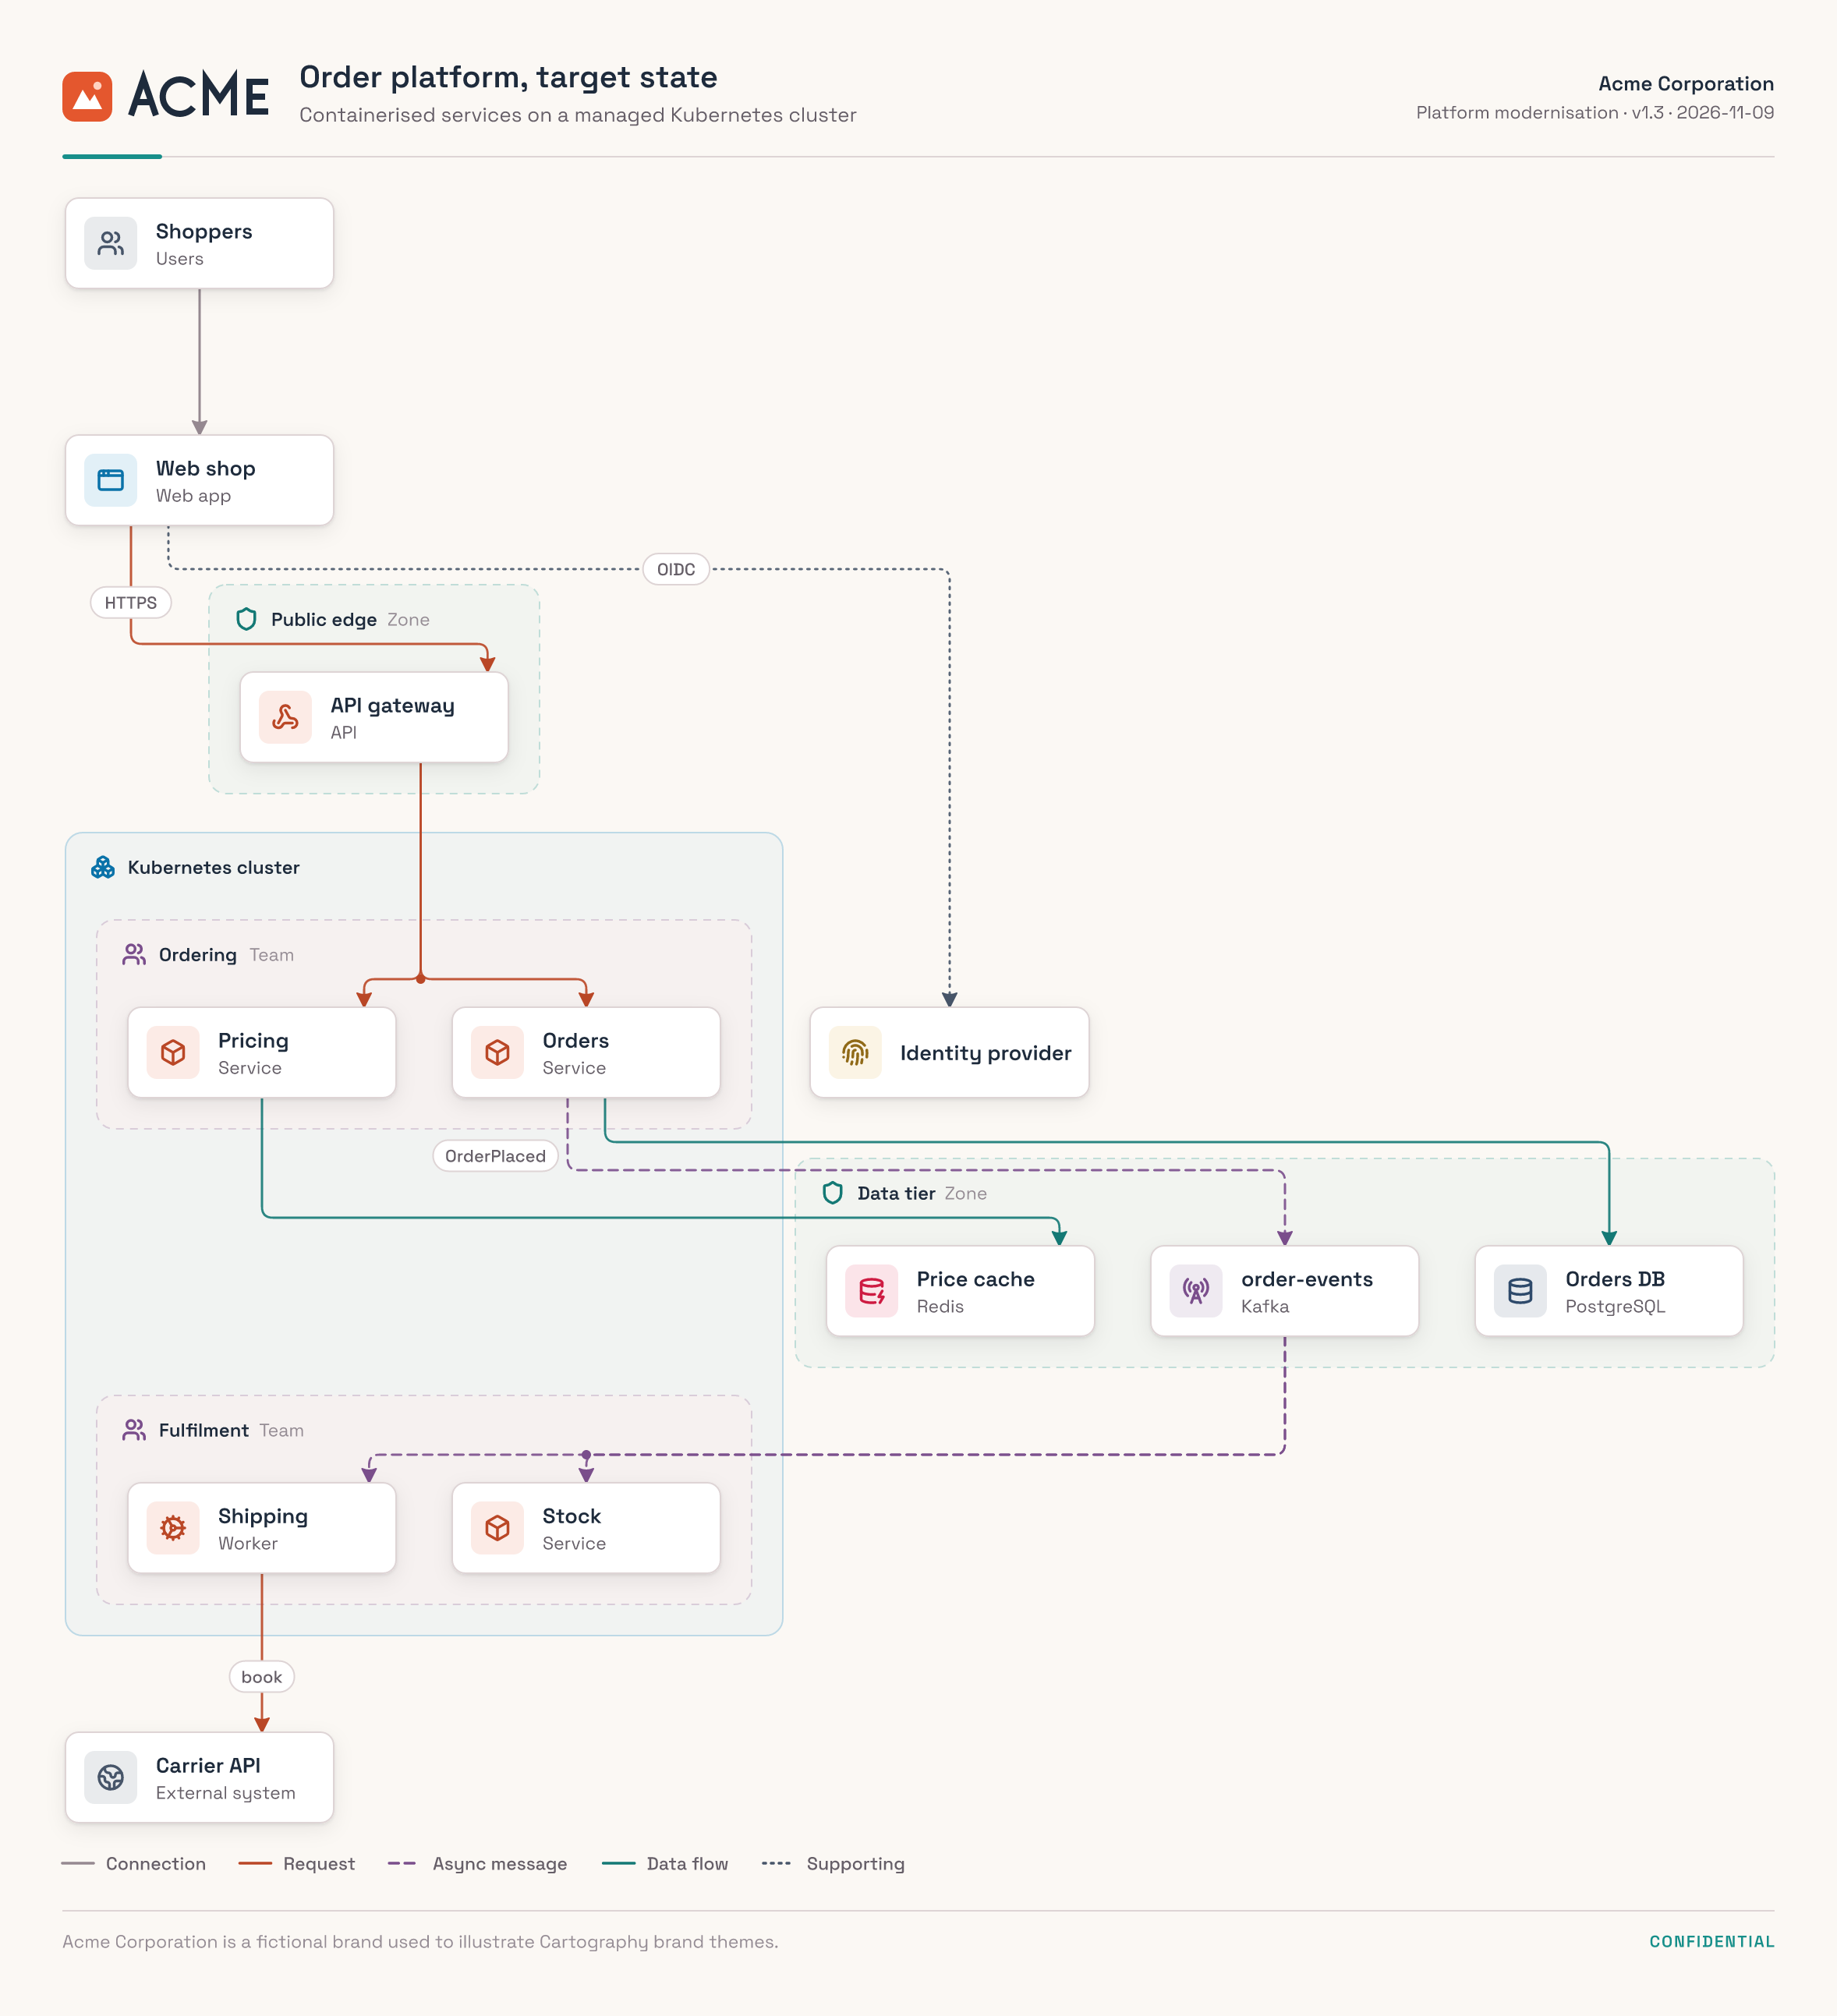 ACME
Order platform, target state
Containerised services on a managed Kubernetes cluster
Acme Corporation
Platform modernisation · v1.3 · 2026-11-09
Shoppers
Users
Web shop
Web app
OIDC
HTTPS
Public edge Zone
API gateway
API
Kubernetes cluster
Ordering Team
Pricing
Service
Orders
Service
Identity provider
OrderPlaced
Data tier Zone
Price cache
Redis
order-events
Kafka
Orders DB
PostgreSQL
Fulfilment Team
Shipping
Worker
Stock
Service
book
Carrier API
External system
Connection
Request
Async message
Data flow
Supporting
Acme Corporation is a fictional brand used to illustrate Cartography brand themes.
CONFIDENTIAL